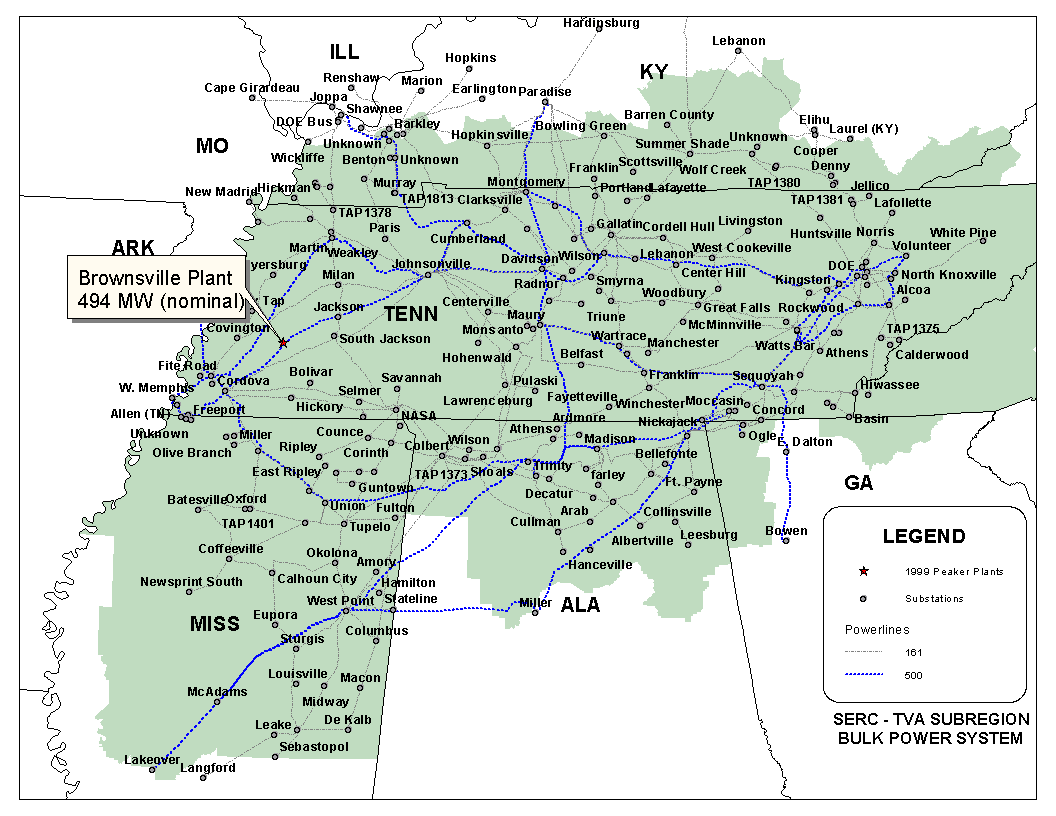 Hardinsburg
Lebanon
ILL
Hopkins
KY
Renshaw
Marion
Cape Girardeau
Earlington
Paradise
Joppa
Shawnee
DOE Bus
Barkley
Hopkinsville
Bowling Green
Barren County
Elihu
Laurel (KY)
MO
Unknown
Summer Shade
Unknown
Cooper
Wickliffe
Benton
Unknown
Franklin
Scottsville
Wolf Creek
Denny
New Madrid
Hickman
Murray
Montgomery
Portland
Lafayette
TAP1380
Jellico
TAP1813
Clarksville
TAP1381
Lafollette
TAP1378
Paris
Gallatin
Cordell Hull
Livingston
Huntsville
Norris
White Pine
ARK
Martin
Weakley
Cumberland
Davidson
Wilson
Lebanon
West Cookeville
Volunteer
Brownsville Plant
494 MW (nominal)
yersburg
Milan
Johnsonville
Radnor
Smyrna
Center Hill
Kingston
DOE
North Knoxville
Tap
Jackson
TENN
Centerville
Maury
Triune
Woodbury
Great Falls
Rockwood
Alcoa
Covington
South Jackson
Monsanto
Wartrace
McMinnville
Manchester
TAP1375
Hohenwald
Belfast
Watts Bar
Athens
Calderwood
Fite Road
Bolivar
Savannah
Franklin
Sequoyah
W. Memphis
Cordova
Selmer
Pulaski
Hiwassee
Allen (TN)
Freeport
Hickory
NASA
Lawrenceburg
Fayetteville
Winchester
Moccasin
Concord
Basin
Unknown
Miller
Counce
Athens
Ardmore
Nickajack
Ogle
E. Dalton
Olive Branch
Ripley
Corinth
Colbert
Wilson
Madison
Bellefonte
East Ripley
TAP1373
Shoals
Trinity
farley
GA
Guntown
Decatur
Ft. Payne
Batesville
Oxford
Union
Fulton
Arab
Collinsville
TAP1401
Tupelo
Cullman
Albertville
Leesburg
Bowen
LEGEND
Coffeeville
Okolona
Amory
Hanceville
1999 Peaker Plants
Newsprint South
Calhoun City
Hamilton
Substations
West Point
Stateline
Miller
ALA
MISS
Eupora
Columbus
Powerlines
Sturgis
161
Louisville
Macon
500
McAdams
Midway
Leake
De Kalb
SERC - TVA SUBREGION
BULK POWER SYSTEM
Sebastopol
Lakeover
Langford